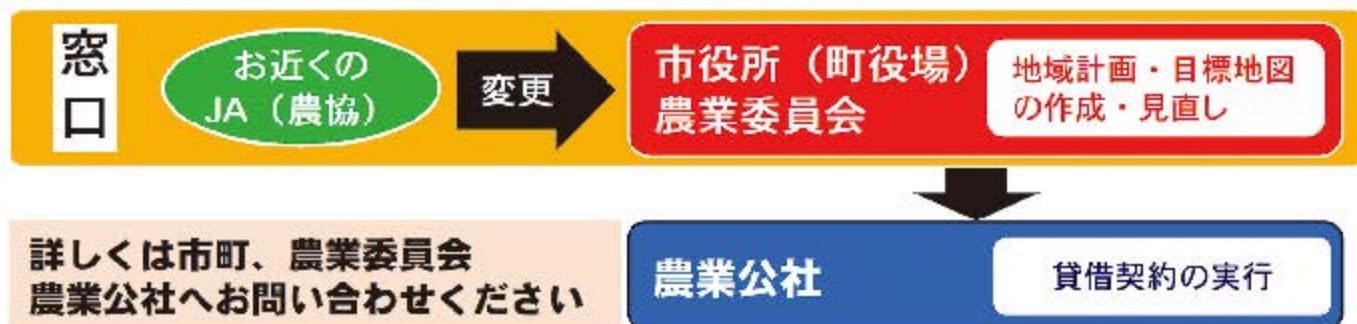 窓口
お近くの
JA(農協)
変更
市役所(町役場)
農業委員会
地域計画・目標地図
の作成・見直し
詳しくは市町、農業委員会
農業公社へお問い合わせください
農業公社
貸借契約の実行